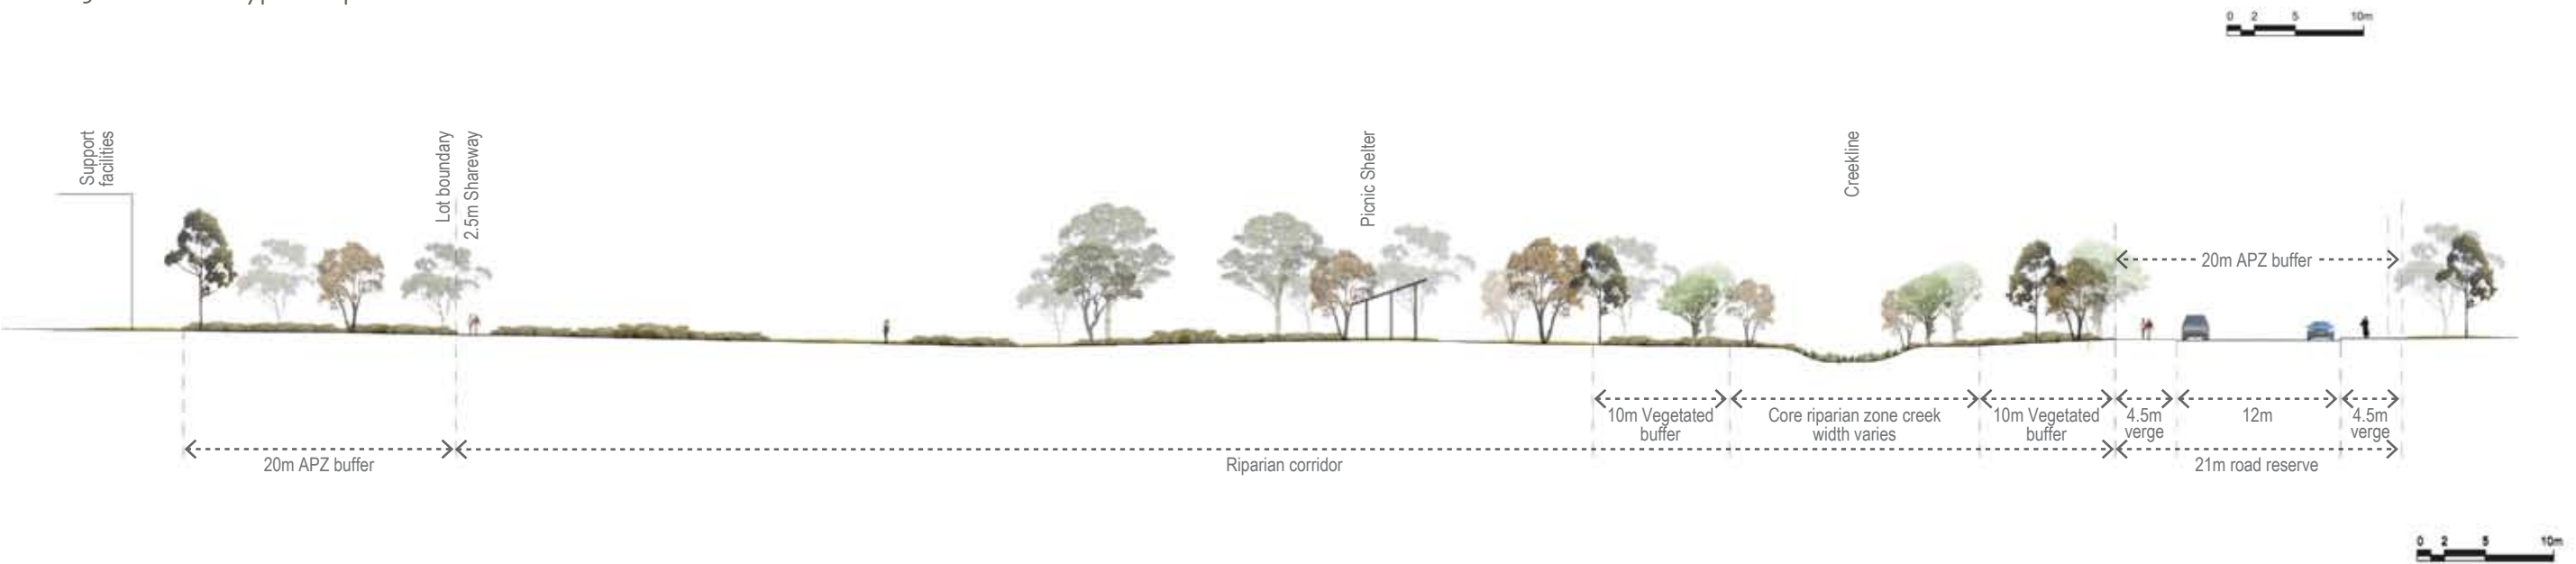 0 2 5 10m
Support
facilities
Lot boundary
2.5m Shareway
Picnic Shelter
Creekline
20m APZ buffer
10m Vegetated
buffer
Core riparian zone creek
width varies
10m Vegetated
buffer
4.5m
verge
12m
4.5m
verge
20m APZ buffer
Riparian corridor
21m road reserve
0 2 5 10m